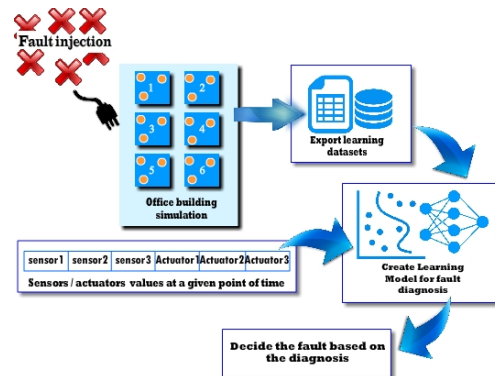 Fault injection
1 2
3 4
5 6
Office building
simulation
Export learning
datasets
sensor1 sensor2 sensor3 Actuator1 Actuator2 Actuator3
Sensors / actuators values at a given point of time
Create Learning
Model for fault
diagnosis
Decide the fault based on
the diagnosis